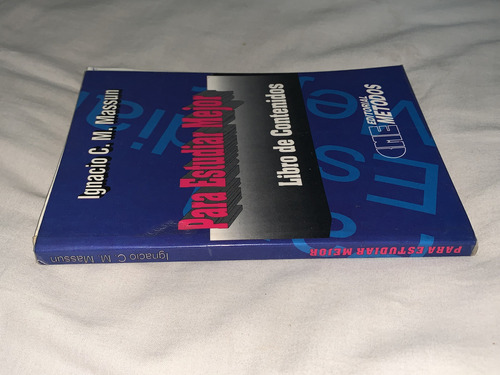 Ignacio C. M. Massun
Para Estudiar Mejor
Libro de Contenidos
EDITORIAL
METODOS
Ignacio C M Massun
PARA ESTUDIAR MEJOR